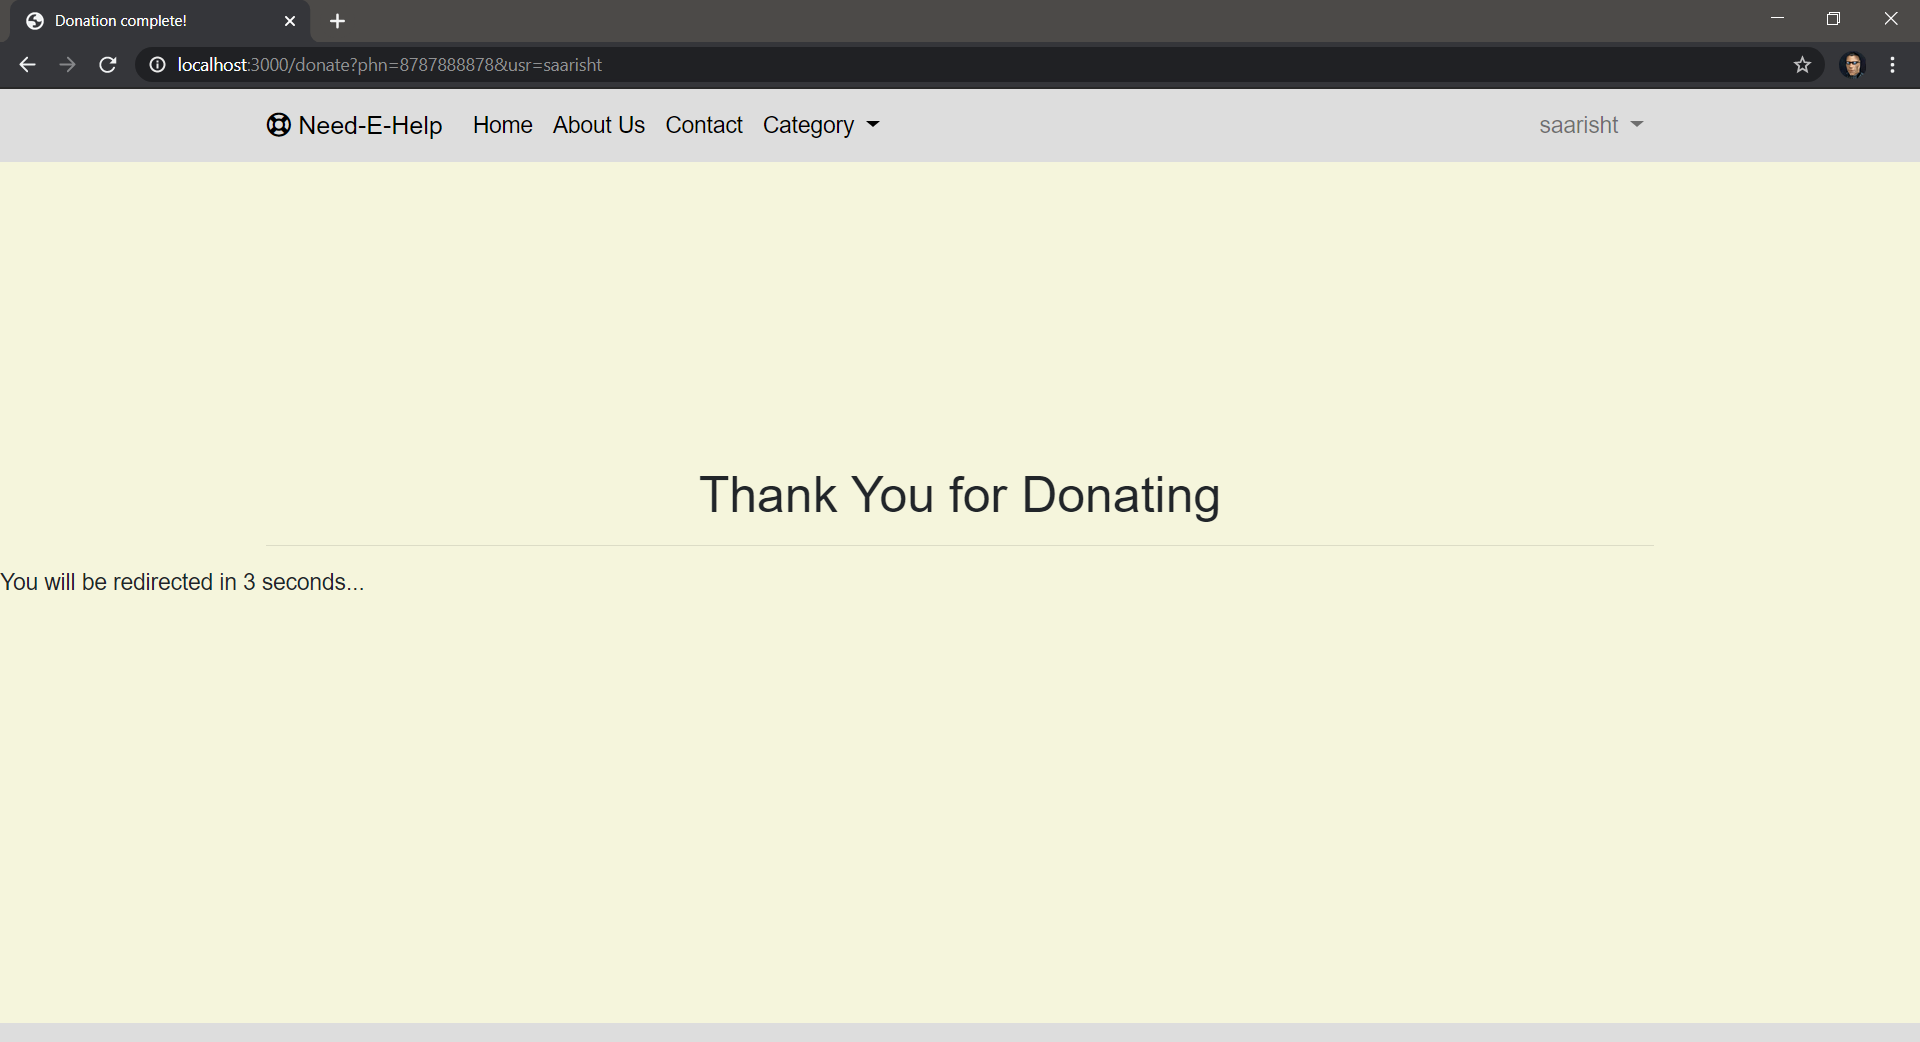 Donation complete!
localhost:3000/donate?phn=8787888878&usr=saarisht
Need-E-Help Home About Us Contact Category saarisht
Thank You for Donating
You will be redirected in 3 seconds...